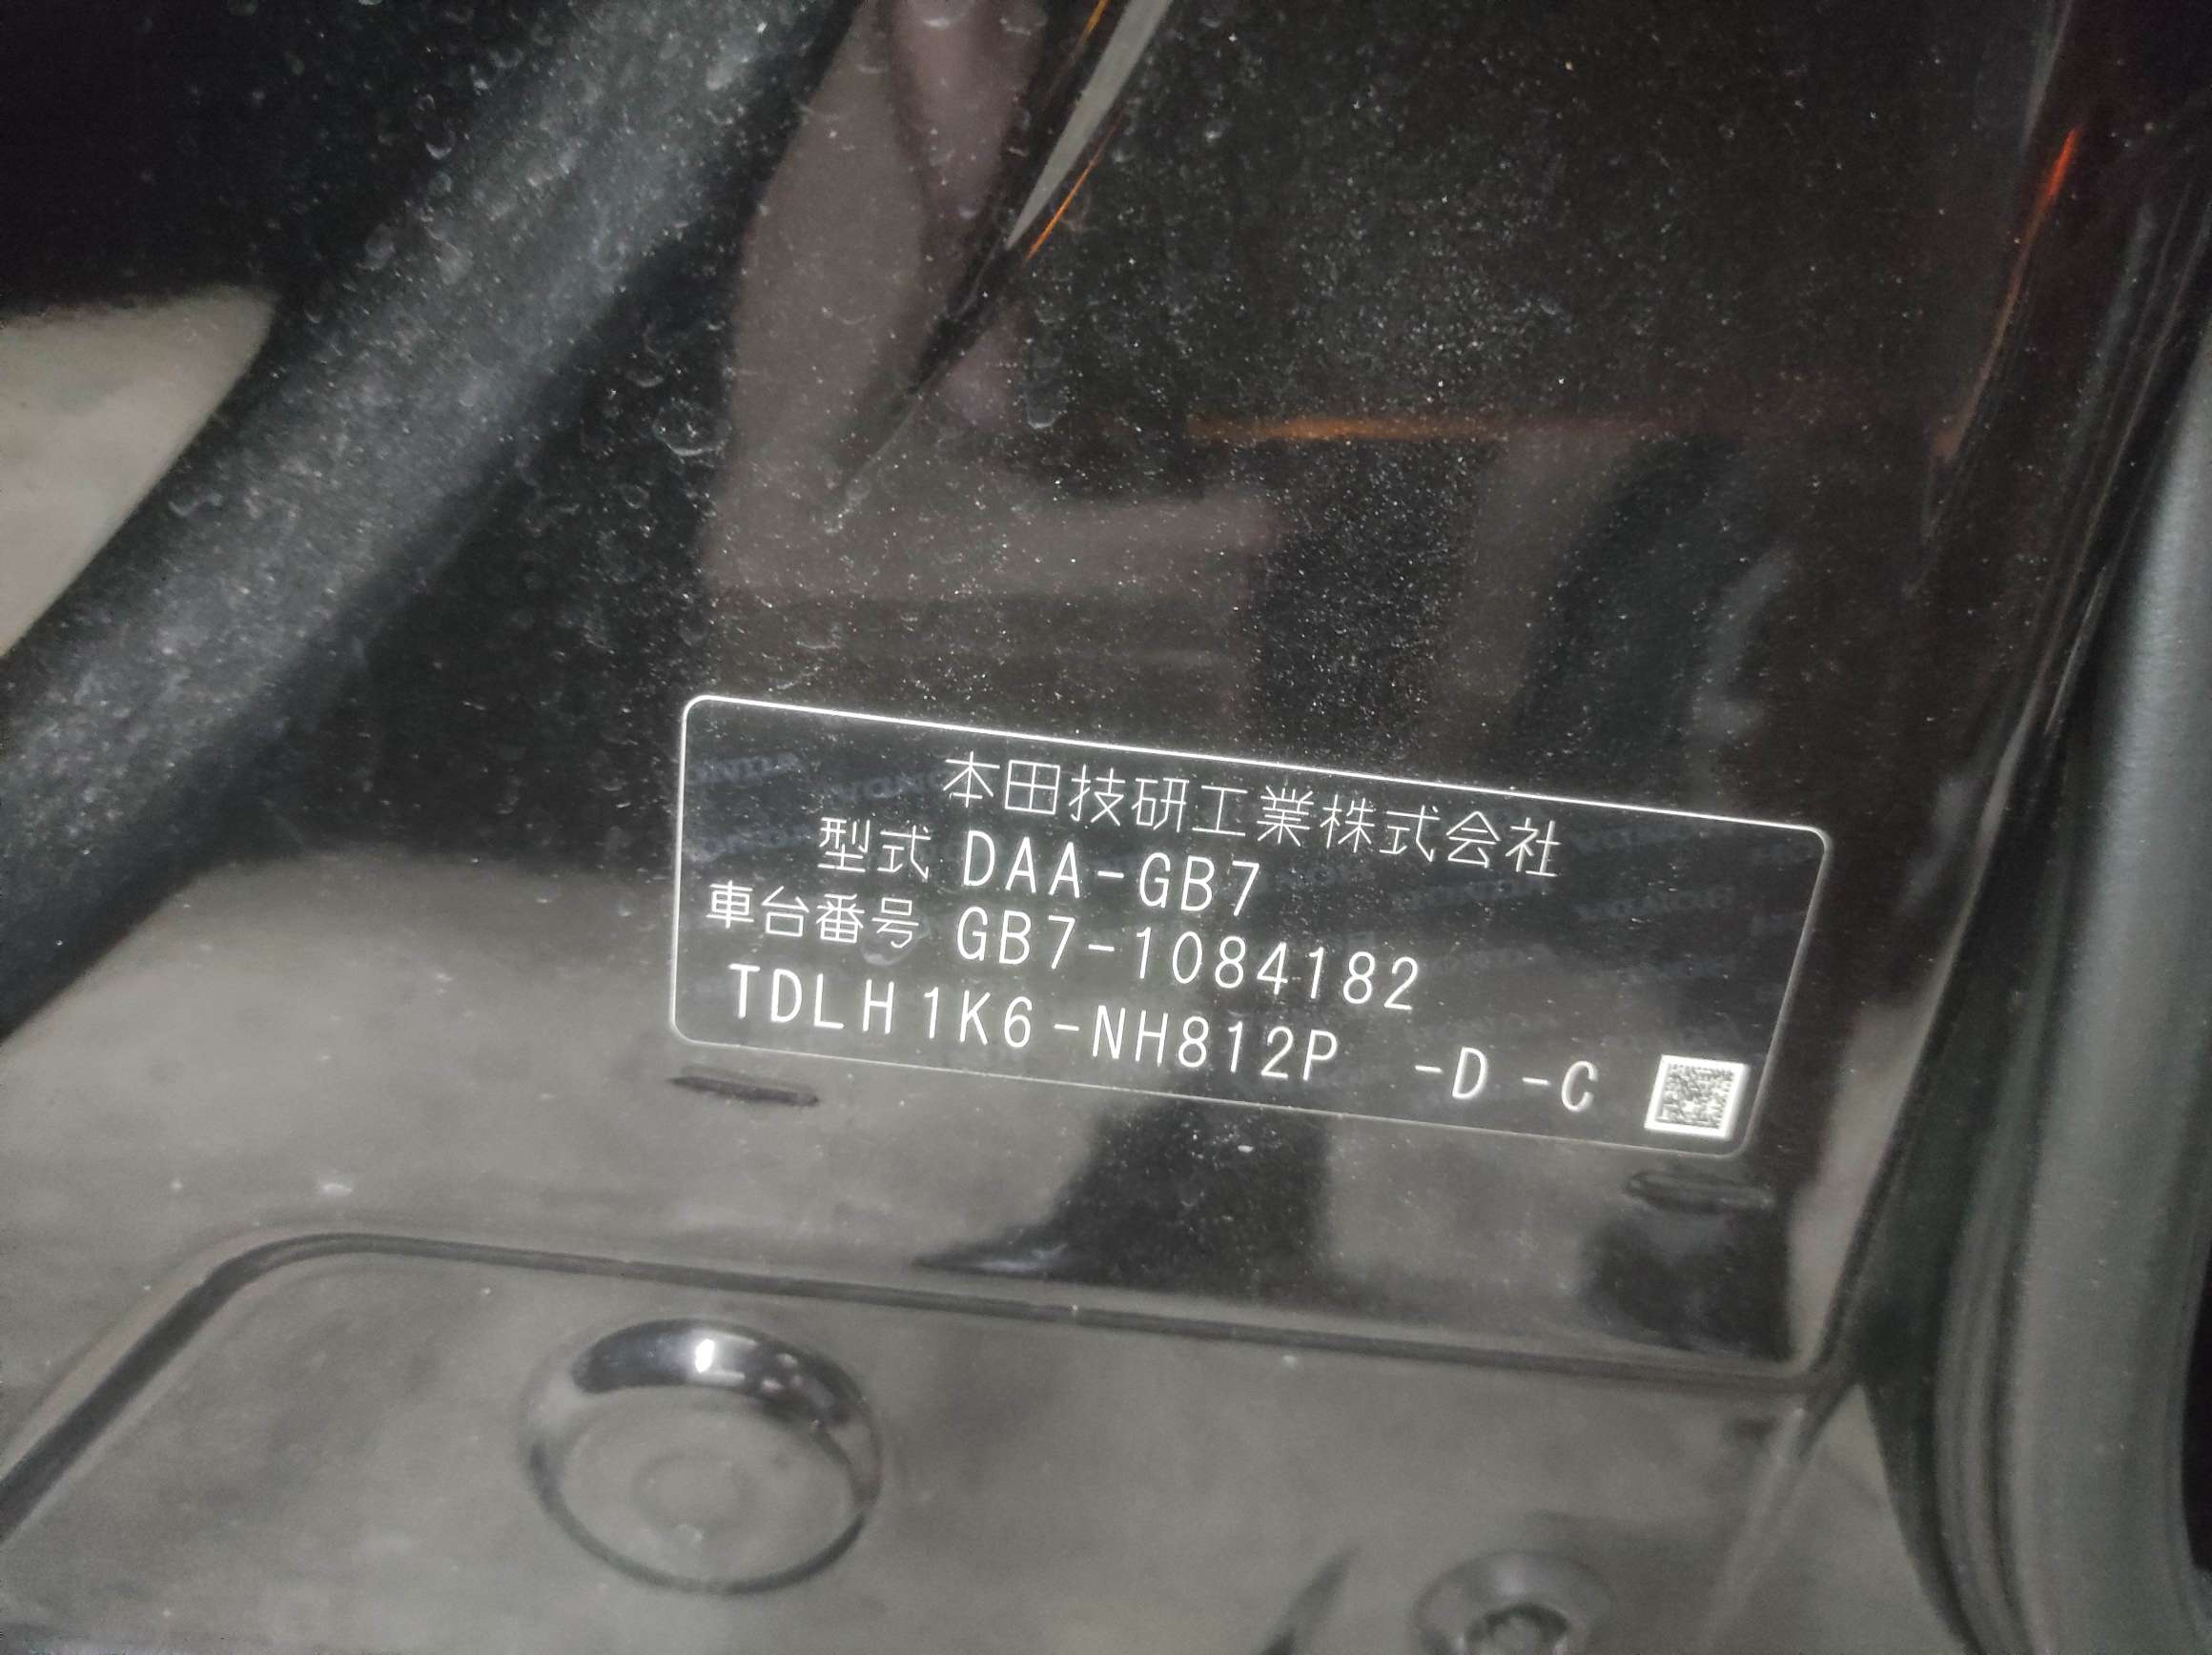 本田技研工業株式会社
型式 DAA-GB7
車台番号 GB7-1084182
TDLH1K6-NH812P -D-C